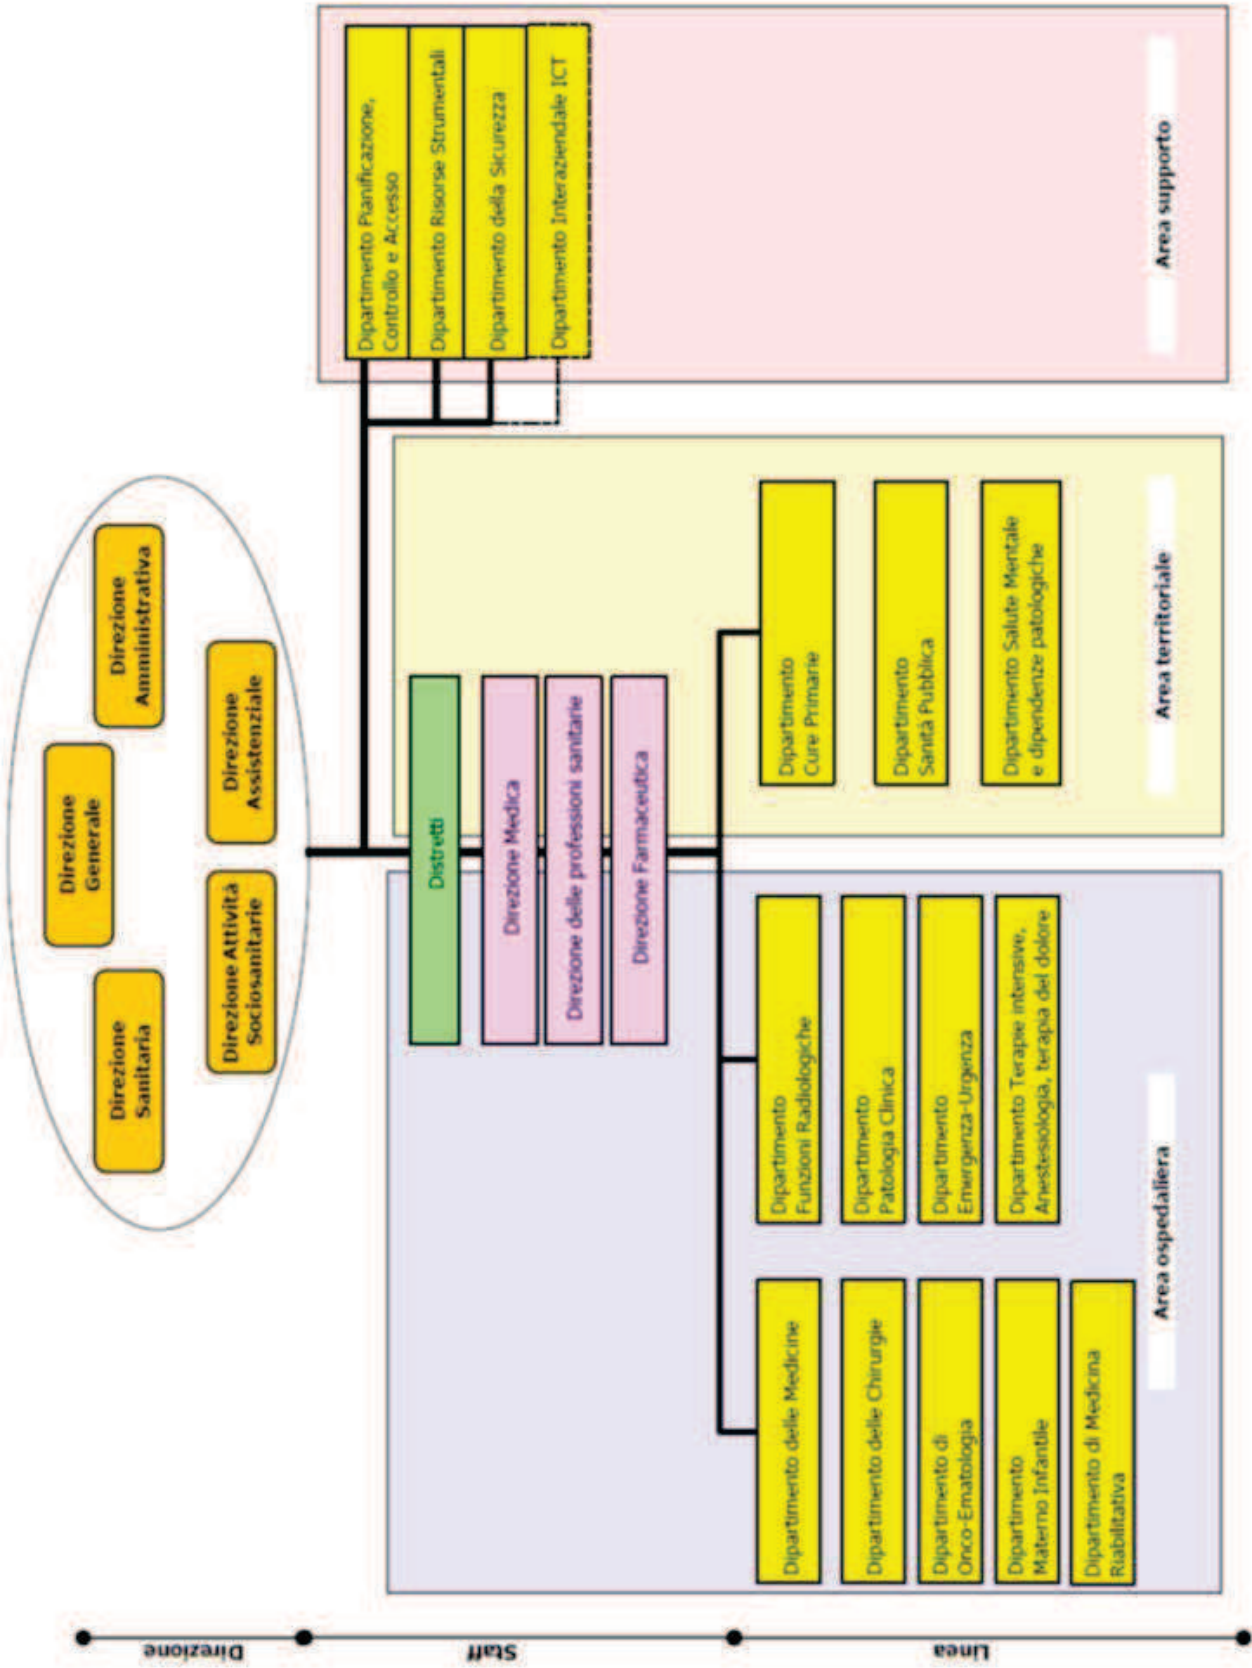 Direzione
Generale
Direzione
Sanitaria
Direzione
Amministrativa
Direzione Attività
Sociosanitarie
Direzione
Assistenziale
Distretti
Direzione Medica
Direzione delle professioni sanitarie
Direzione Farmaceutica
Dipartimento Pianificazione,
Controllo e Accesso
Dipartimento Risorse Strumentali
Dipartimento della Sicurezza
Dipartimento Interaziendale ICT
Dipartimento delle Medicine
Dipartimento delle Chirurgie
Dipartimento di
Onco-Ematologia
Dipartimento
Materno Infantile
Dipartimento di Medicina
Riabilitativa
Dipartimento
Funzioni Radiologiche
Dipartimento
Patologia Clinica
Dipartimento
Emergenza-Urgenza
Dipartimento Terapie intensive,
Anestesiologia, terapia del dolore
Dipartimento
Cure Primarie
Dipartimento
Sanità Pubblica
Dipartimento Salute Mentale
e dipendenze patologiche
Area ospedaliera
Area territoriale
Area supporto
Direzione
Staff
Linea